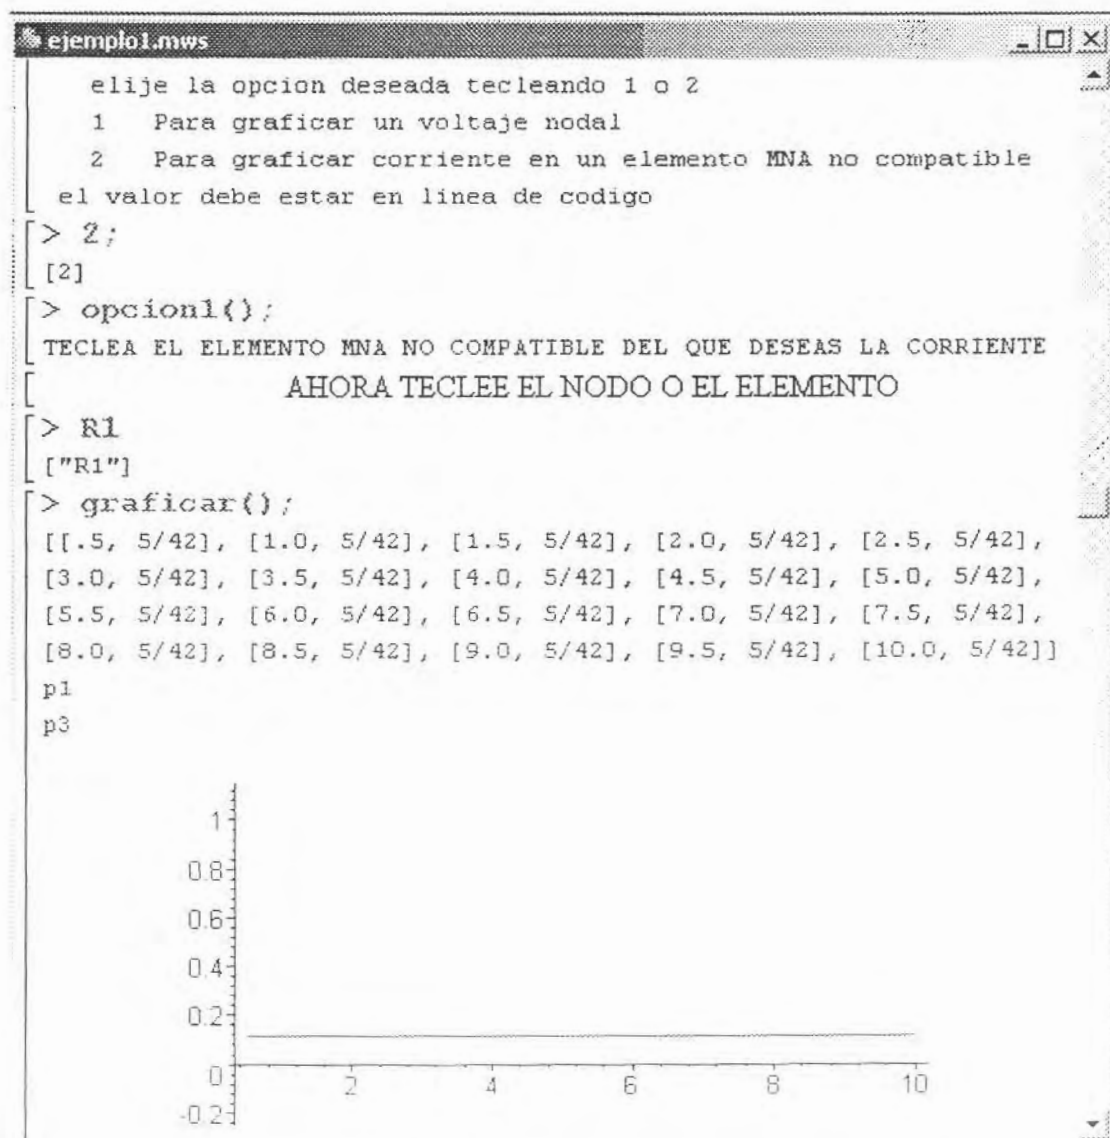 ejemplo1.mws
elije la opcion deseada tecleando 1 o 2
1 Para graficar un voltaje nodal
2 Para graficar corriente en un elemento MNA no compatible
el valor debe estar en linea de codigo
> 2;
[2]
> opcion1();
TECLEA EL ELEMENTO MNA NO COMPATIBLE DEL QUE DESEAS LA CORRIENTE
AHORA TECLEE EL NODO O EL ELEMENTO
> R1
["R1"]
> graficar();
[[.5, 5/42], [1.0, 5/42], [1.5, 5/42], [2.0, 5/42], [2.5, 5/42],
[3.0, 5/42], [3.5, 5/42], [4.0, 5/42], [4.5, 5/42], [5.0, 5/42],
[5.5, 5/42], [6.0, 5/42], [6.5, 5/42], [7.0, 5/42], [7.5, 5/42],
[8.0, 5/42], [8.5, 5/42], [9.0, 5/42], [9.5, 5/42], [10.0, 5/42]]
p1
p3
1
0.8
0.6
0.4
0.2
0
2 4 6 8 10
-0.2